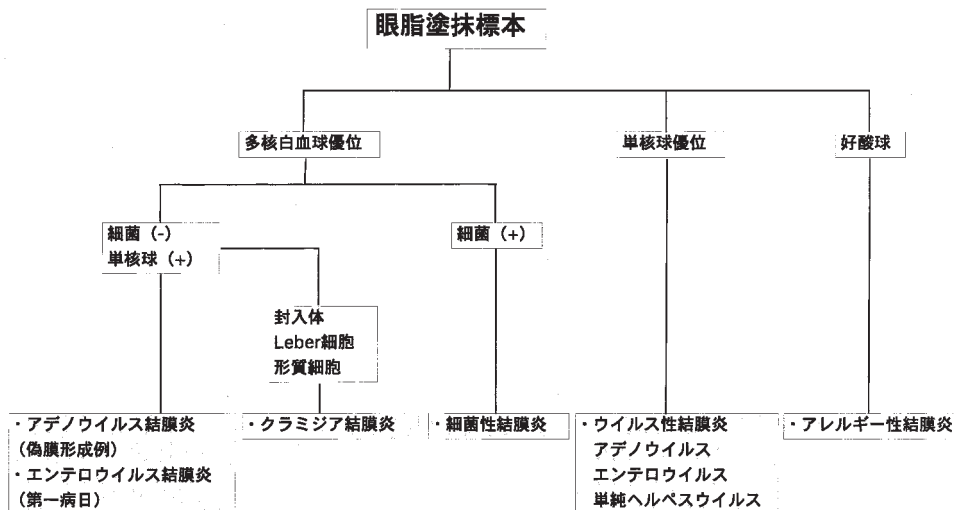 眼脂塗抹標本
多核白血球優位
単核球優位
好酸球
細菌（-）
単核球（+）
細菌（+）
封入体
Leber細胞
形質細胞
・アデノウイルス結膜炎
（偽膜形成例）
・エンテロウイルス結膜炎
（第一病日）
・クラミジア結膜炎
・細菌性結膜炎
・ウイルス性結膜炎
アデノウイルス
エンテロウイルス
単純ヘルペスウイルス
・アレルギー性結膜炎